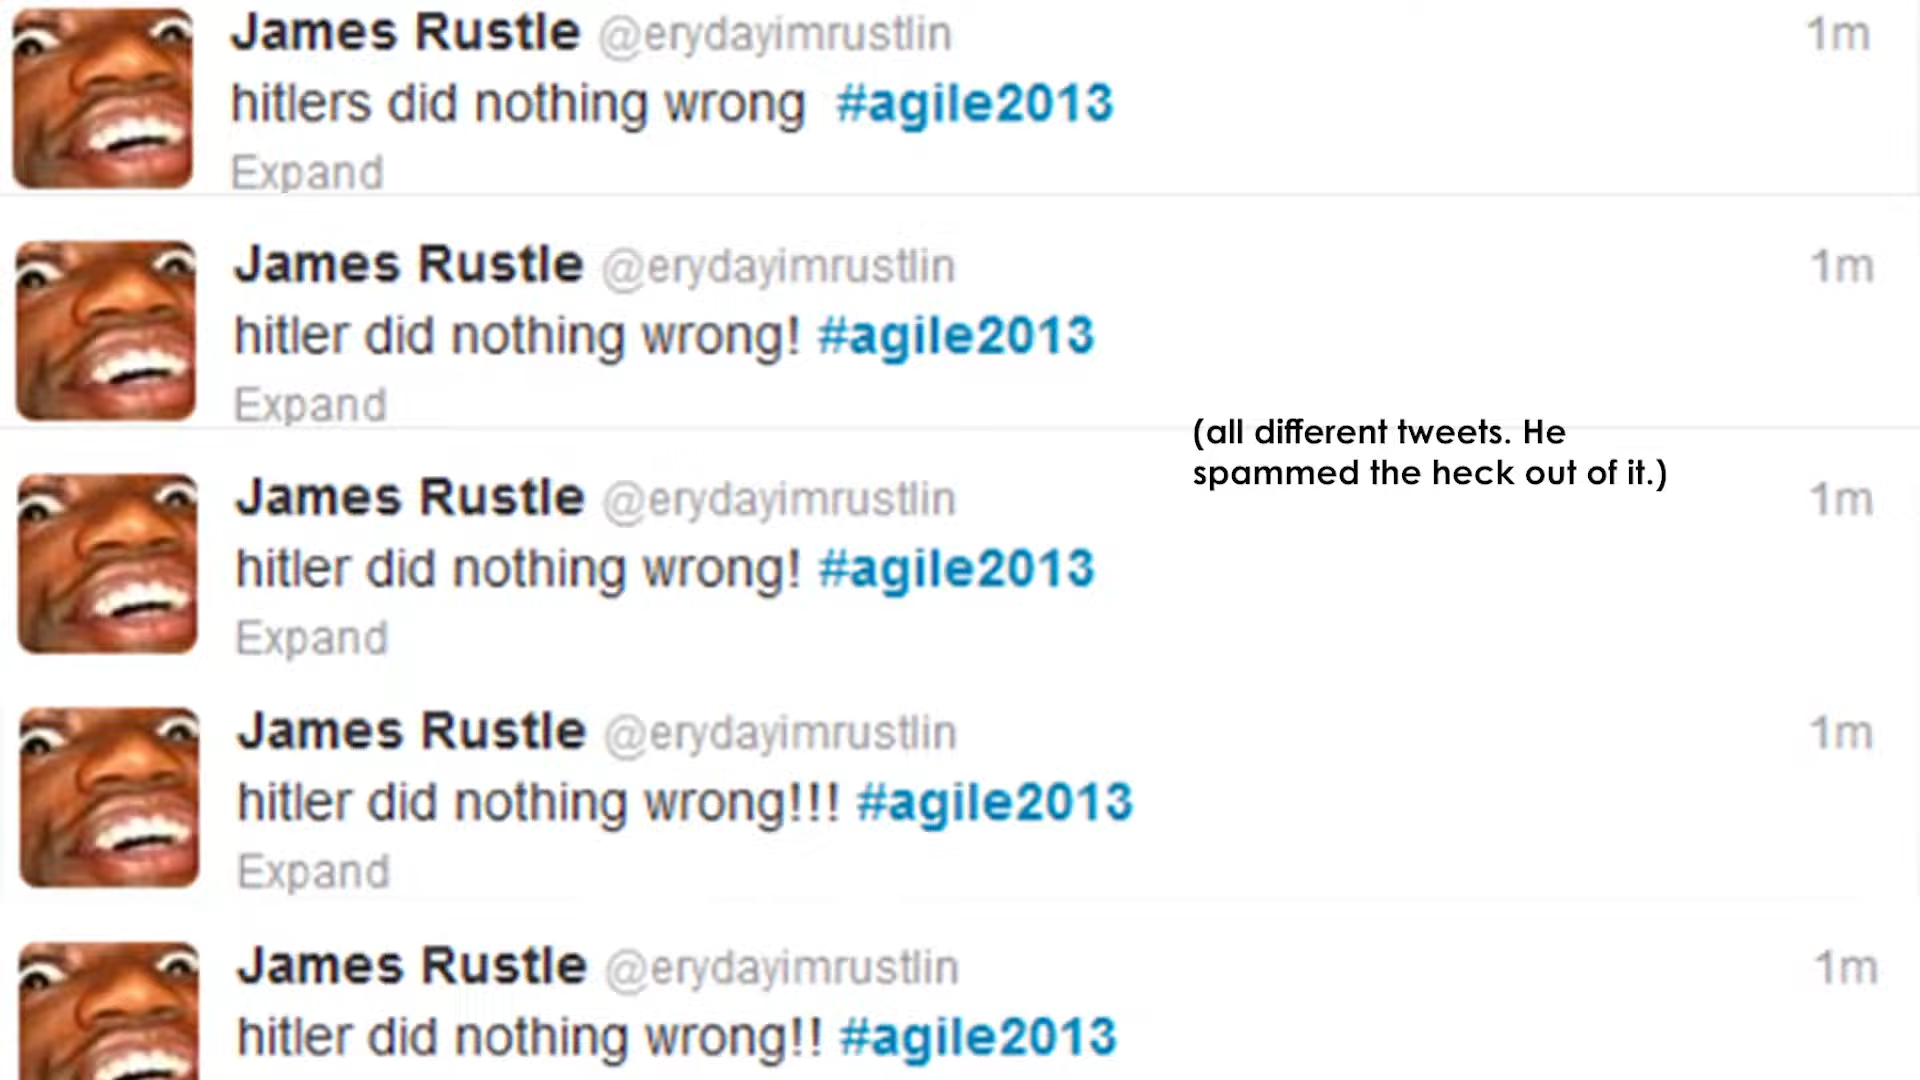 James Rustle @erydayimrustlin 1m
hitlers did nothing wrong #agile2013
Expand
James Rustle @erydayimrustlin 1m
hitler did nothing wrong! #agile2013
Expand
(all different tweets. He
spammed the heck out of it.)
James Rustle @erydayimrustlin 1m
hitler did nothing wrong! #agile2013
Expand
James Rustle @erydayimrustlin 1m
hitler did nothing wrong!!! #agile2013
Expand
James Rustle @erydayimrustlin 1m
hitler did nothing wrong!! #agile2013